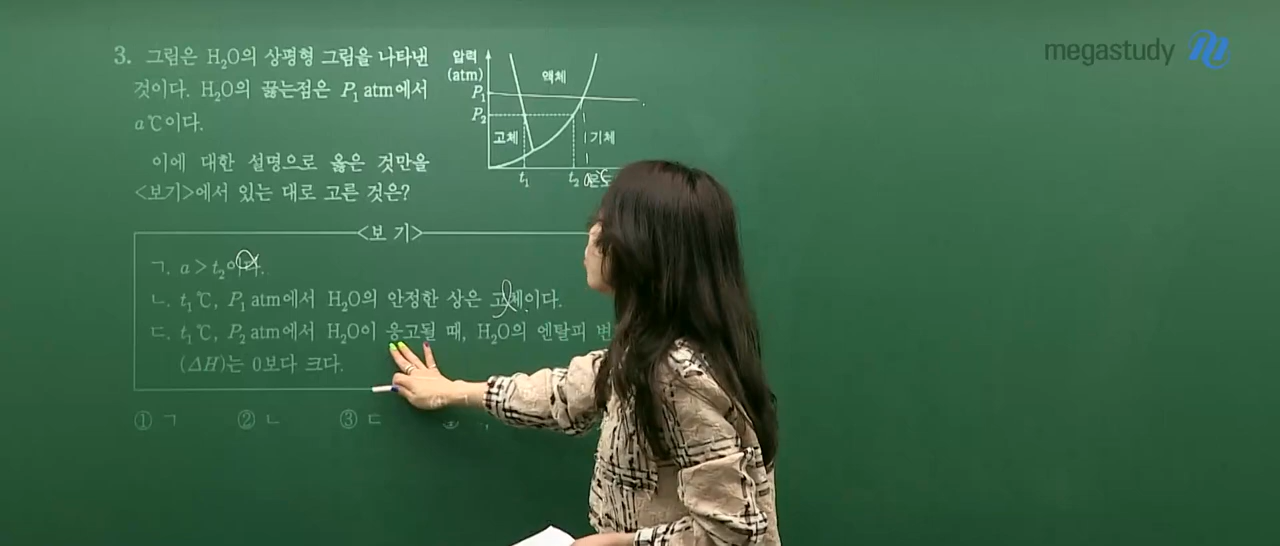 megastudy
3. 그림은 H₂O의 상평형 그림을 나타낸
것이다. H₂O의 끓는점은 P₁ atm에서
a℃이다.
이에 대한 설명으로 옳은 것만을
<보기>에서 있는 대로 고른 것은?
압력
(atm)
P₁
P₂
액체
고체
기체
t₁
t₂
<보 기>
ㄱ. a > t₂이다.
ㄴ. t₁℃, P₁ atm에서 H₂O의 안정한 상은 고체이다.
ㄷ. t₁℃, P₂ atm에서 H₂O이 응고될 때, H₂O의 엔탈피 변
(ΔH)는 0보다 크다.
① ㄱ ② ㄴ ③ ㄷ